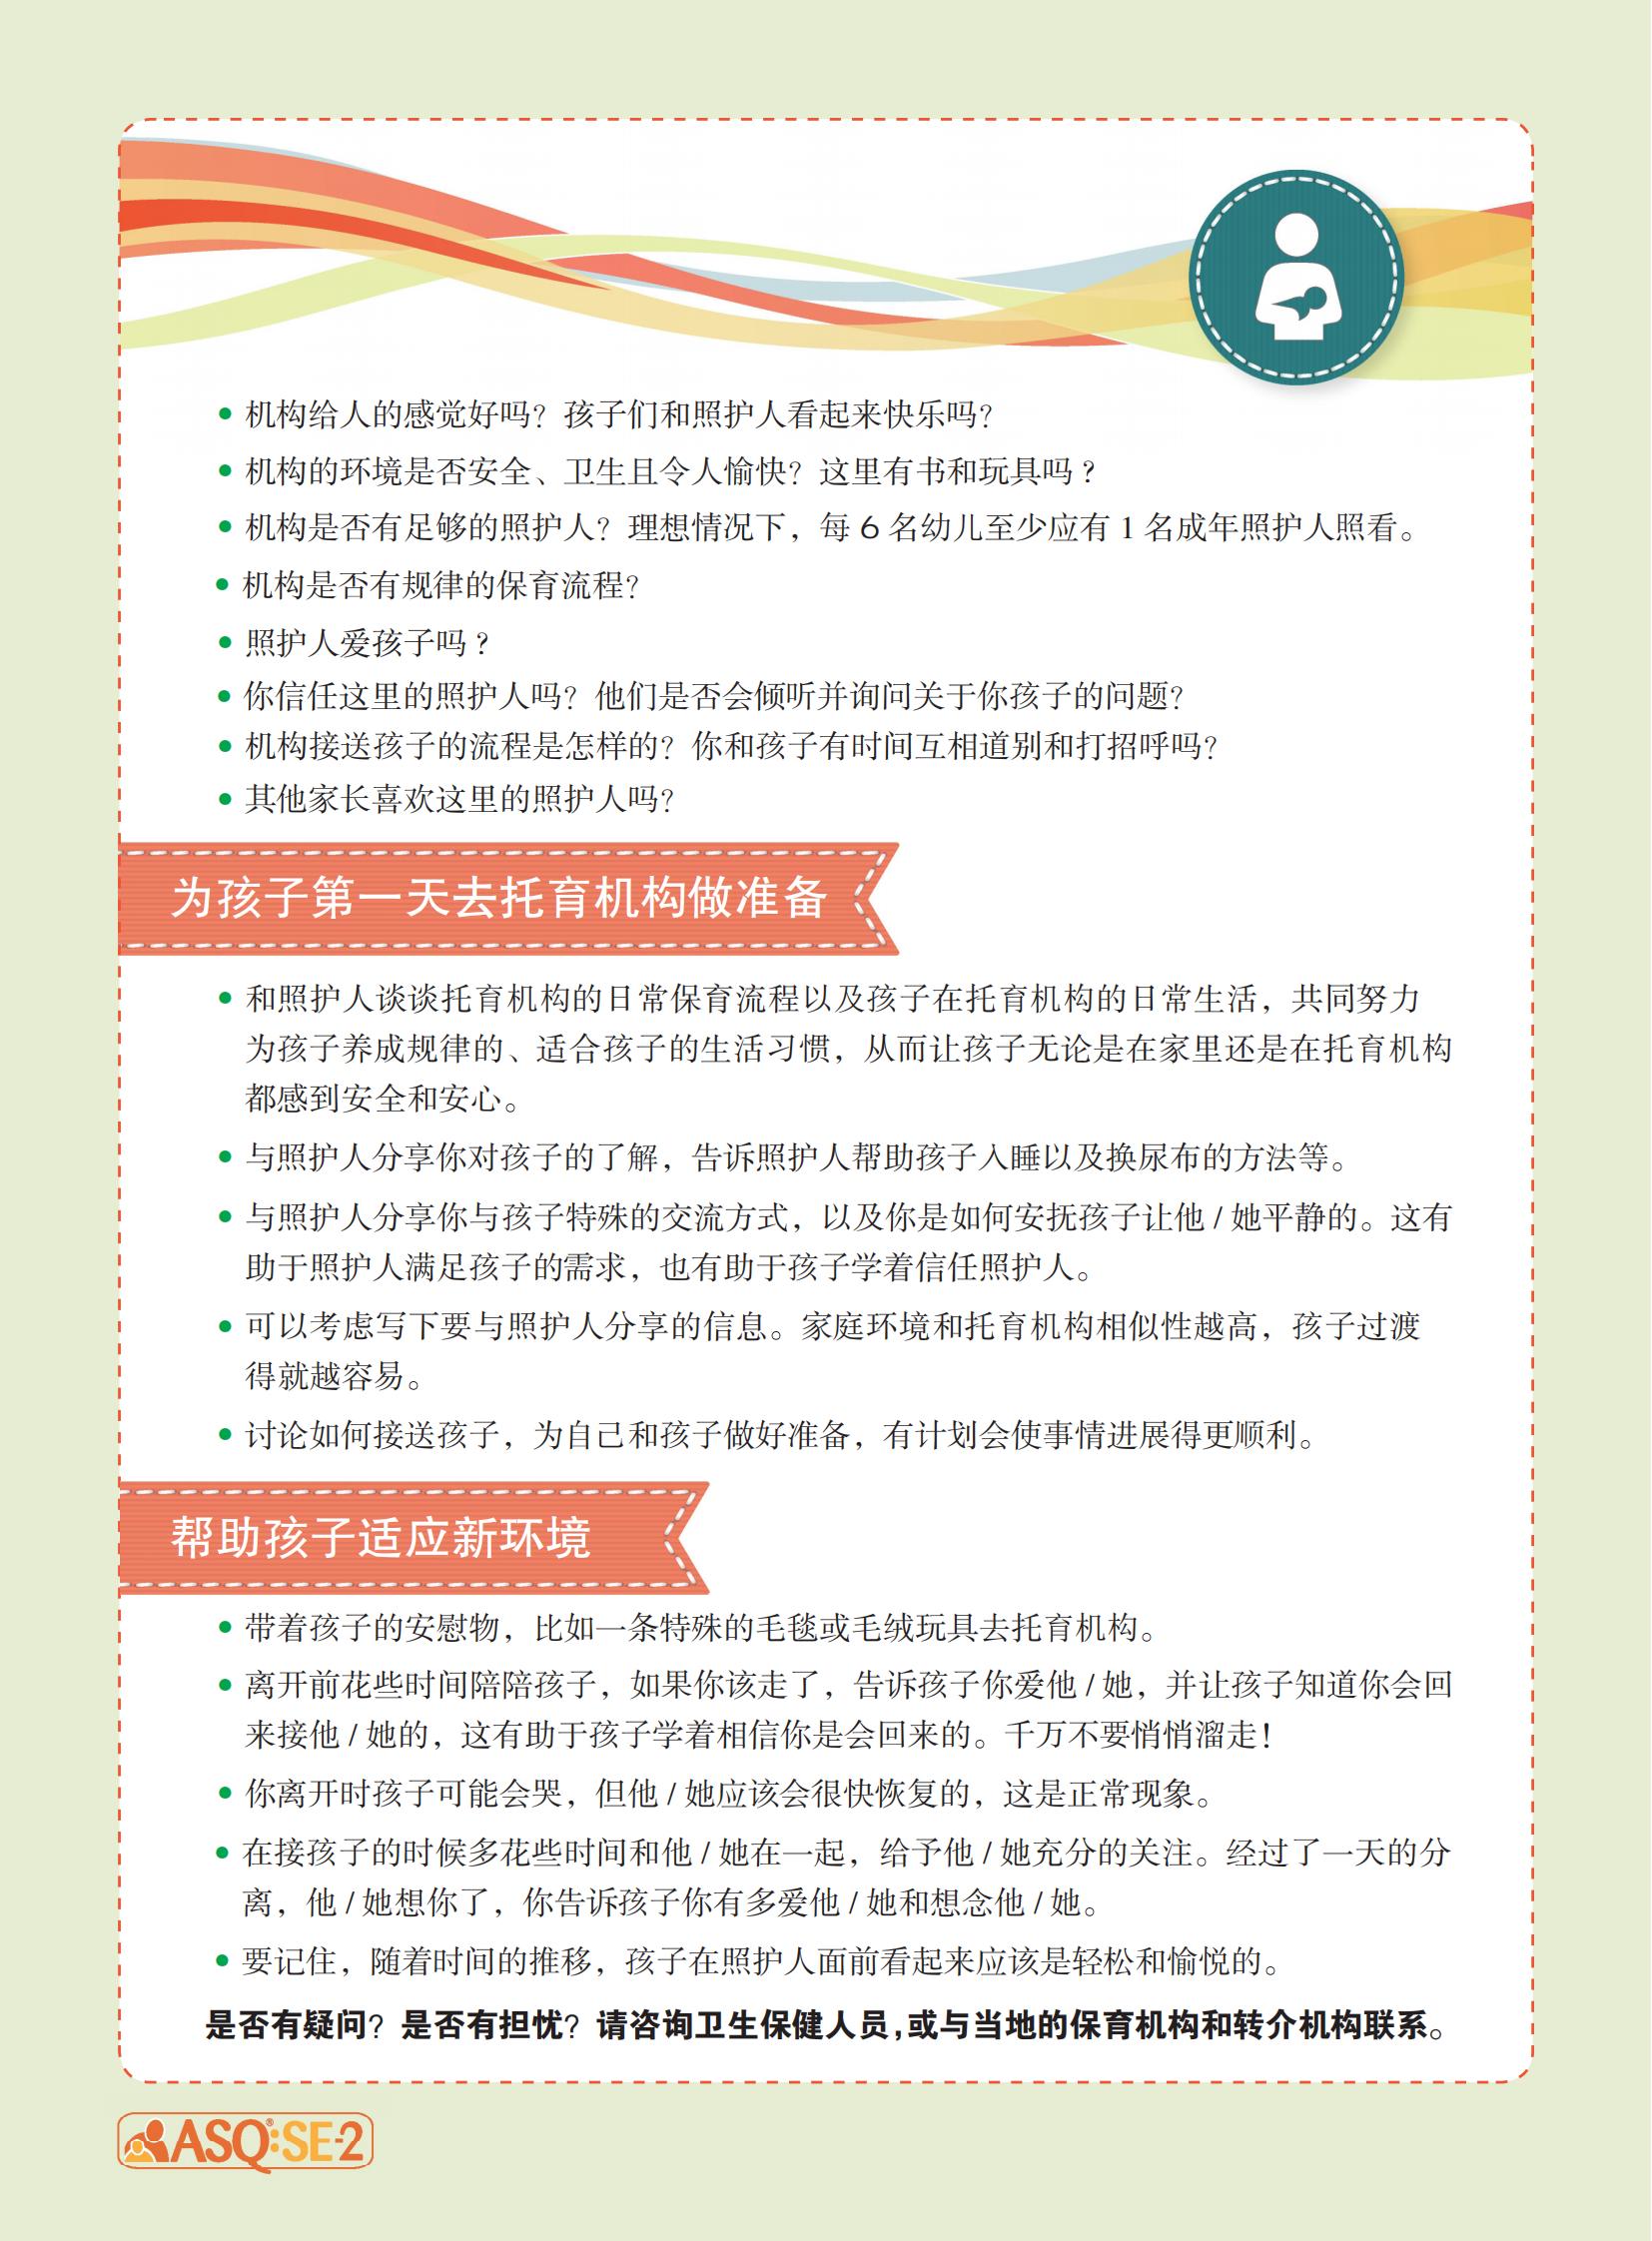 • 机构给人的感觉好吗？孩子们和照护人看起来快乐吗？
• 机构的环境是否安全、卫生且令人愉快？这里有书和玩具吗？
• 机构是否有足够的照护人？理想情况下，每 6 名幼儿至少应有 1 名成年照护人照看。
• 机构是否有规律的保育流程？
• 照护人爱孩子吗？
• 你信任这里的照护人吗？他们是否会倾听并询问关于你孩子的问题？
• 机构接送孩子的流程是怎样的？你和孩子有时间互相道别和打招呼吗？
• 其他家长喜欢这里的照护人吗？
为孩子第一天去托育机构做准备
• 和照护人谈谈托育机构的日常保育流程以及孩子在托育机构的日常生活，共同努力
为孩子养成规律的、适合孩子的生活习惯，从而让孩子无论是在家里还是在托育机构
都感到安全和安心。
• 与照护人分享你对孩子的了解，告诉照护人帮助孩子入睡以及换尿布的方法等。
• 与照护人分享你与孩子特殊的交流方式，以及你是如何安抚孩子让他 / 她平静的。这有
助于照护人满足孩子的需求，也有助于孩子学着信任照护人。
• 可以考虑写下要与照护人分享的信息。家庭环境和托育机构相似性越高，孩子过渡
得就越容易。
• 讨论如何接送孩子，为自己和孩子做好准备，有计划会使事情进展得更顺利。
帮助孩子适应新环境
• 带着孩子的安慰物，比如一条特殊的毛毯或毛绒玩具去托育机构。
• 离开前花些时间陪陪孩子，如果你该走了，告诉孩子你爱他 / 她，并让孩子知道你会回
来接他 / 她的，这有助于孩子学着相信你是会回来的。千万不要悄悄溜走！
• 你离开时孩子可能会哭，但他 / 她应该会很快恢复的，这是正常现象。
• 在接孩子的时候多花些时间和他 / 她在一起，给予他 / 她充分的关注。经过了一天的分
离，他 / 她想你了，你告诉孩子你有多爱他 / 她和想念他 / 她。
• 要记住，随着时间的推移，孩子在照护人面前看起来应该是轻松和愉悦的。
是否有疑问？是否有担忧？请咨询卫生保健人员，或与当地的保育机构和转介机构联系。
ASQ®:SE-2